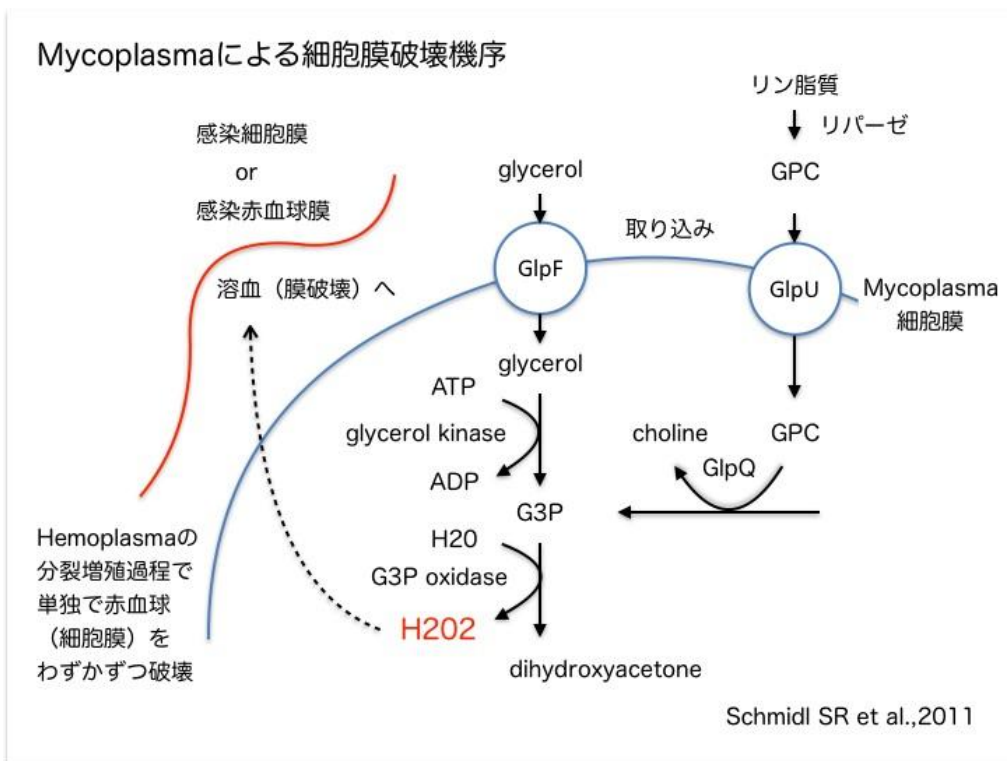 Mycoplasmaによる細胞膜破壊機序
リン脂質
リパーゼ
GPC
感染細胞膜
or
感染赤血球膜
glycerol
取り込み
GlpF
GlpU
溶血（膜破壊）へ
Mycoplasma
細胞膜
glycerol
ATP
glycerol kinase
ADP
choline
GPC
GlpQ
G3P
H20
G3P oxidase
H202
dihydroxyacetone
Hemoplasmaの
分裂増殖過程で
単独で赤血球
（細胞膜）を
わずかずつ破壊
Schmidl SR et al.,2011